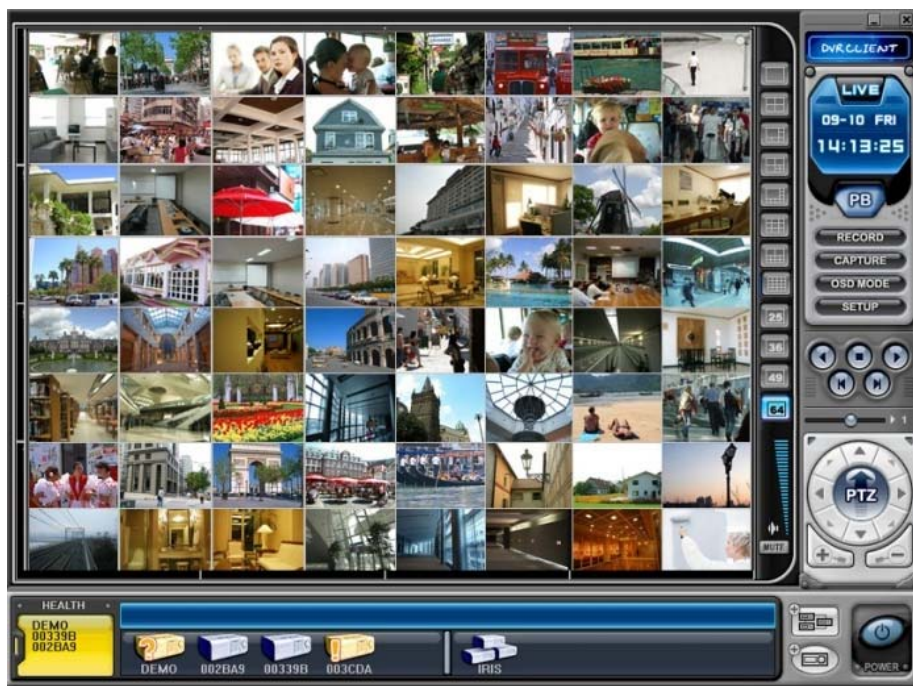 DVRCLIENT
LIVE
09-10 FRI
14:13:25
PB
RECORD
CAPTURE
OSD MODE
SETUP
25
36
49
64
1
PTZ
MUTE
HEALTH
DEMO
00339B
002BA9
DEMO
002BA9
00339B
003CDA
IRIS
POWER